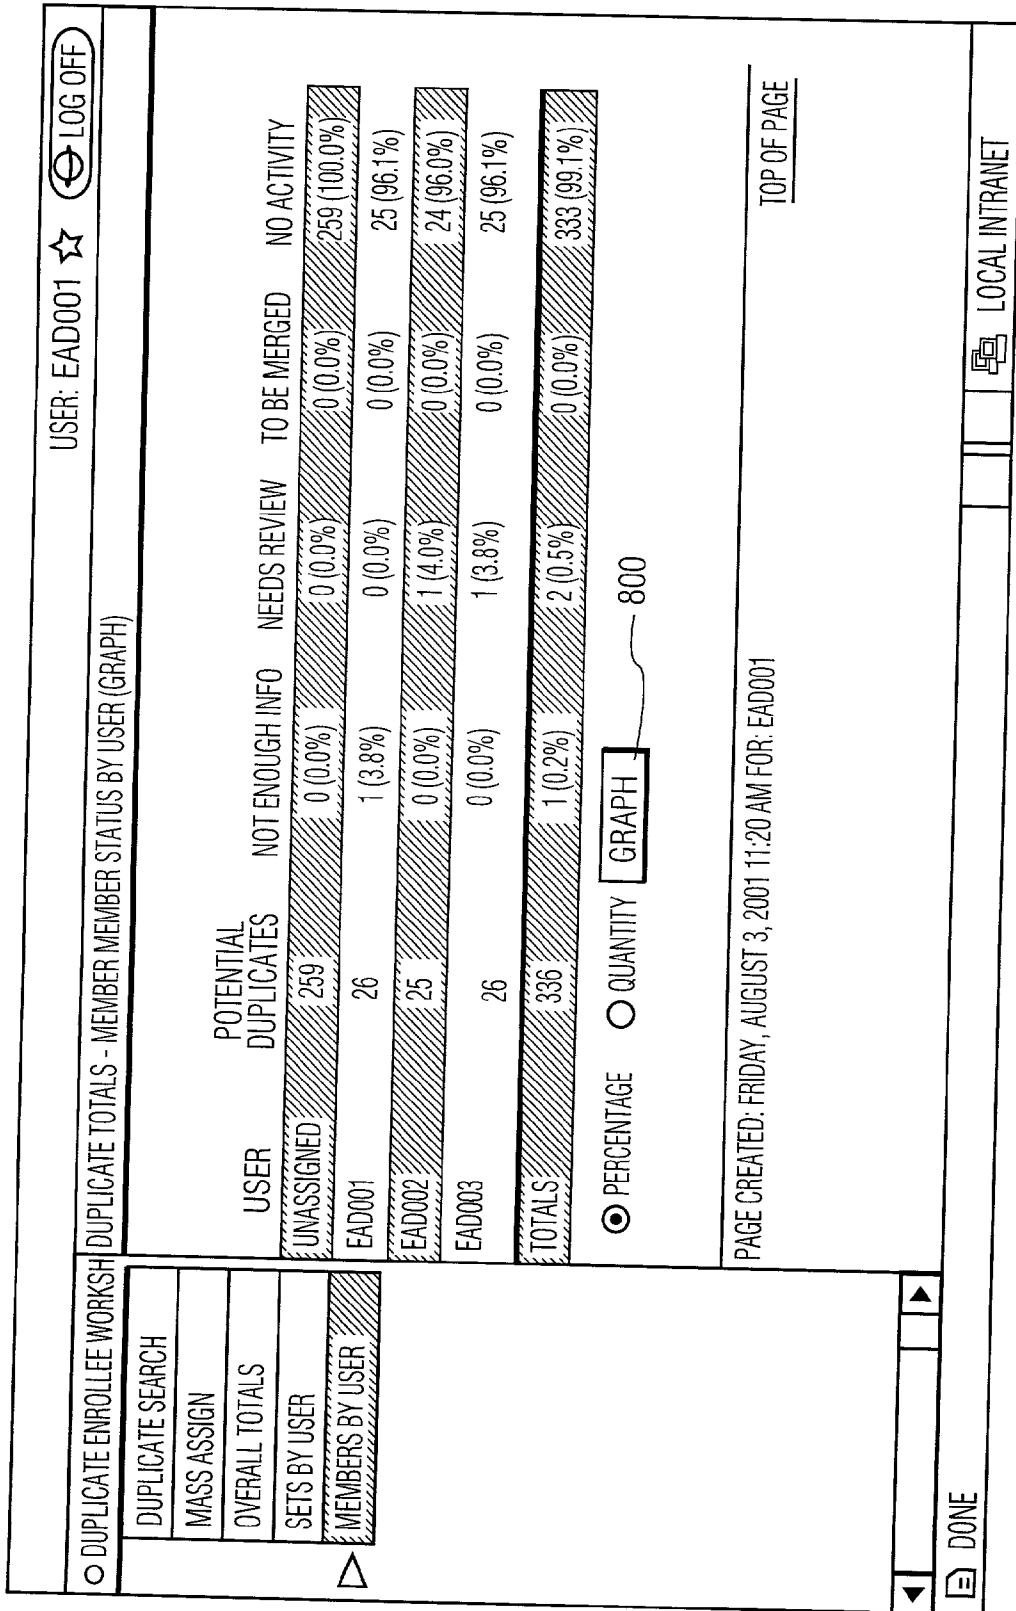 USER: EAD001 LOG OFF
DUPLICATE ENROLLEE WORKSH DUPLICATE TOTALS - MEMBER MEMBER STATUS BY USER (GRAPH)
DUPLICATE SEARCH
MASS ASSIGN
OVERALL TOTALS
SETS BY USER
MEMBERS BY USER
USER POTENTIAL DUPLICATES NOT ENOUGH INFO NEEDS REVIEW TO BE MERGED NO ACTIVITY
UNASSIGNED 259 0 (0.0%) 0 (0.0%) 0 (0.0%) 259 (100.0%)
EAD001 26 1 (3.8%) 0 (0.0%) 0 (0.0%) 25 (96.1%)
EAD002 25 0 (0.0%) 1 (4.0%) 0 (0.0%) 24 (96.0%)
EAD003 26 0 (0.0%) 1 (3.8%) 0 (0.0%) 25 (96.1%)
TOTALS 336 1 (0.2%) 2 (0.5%) 0 (0.0%) 333 (99.1%)
PERCENTAGE QUANTITY GRAPH 800
PAGE CREATED: FRIDAY, AUGUST 3, 2001 11:20 AM FOR: EAD001
TOP OF PAGE
DONE LOCAL INTRANET